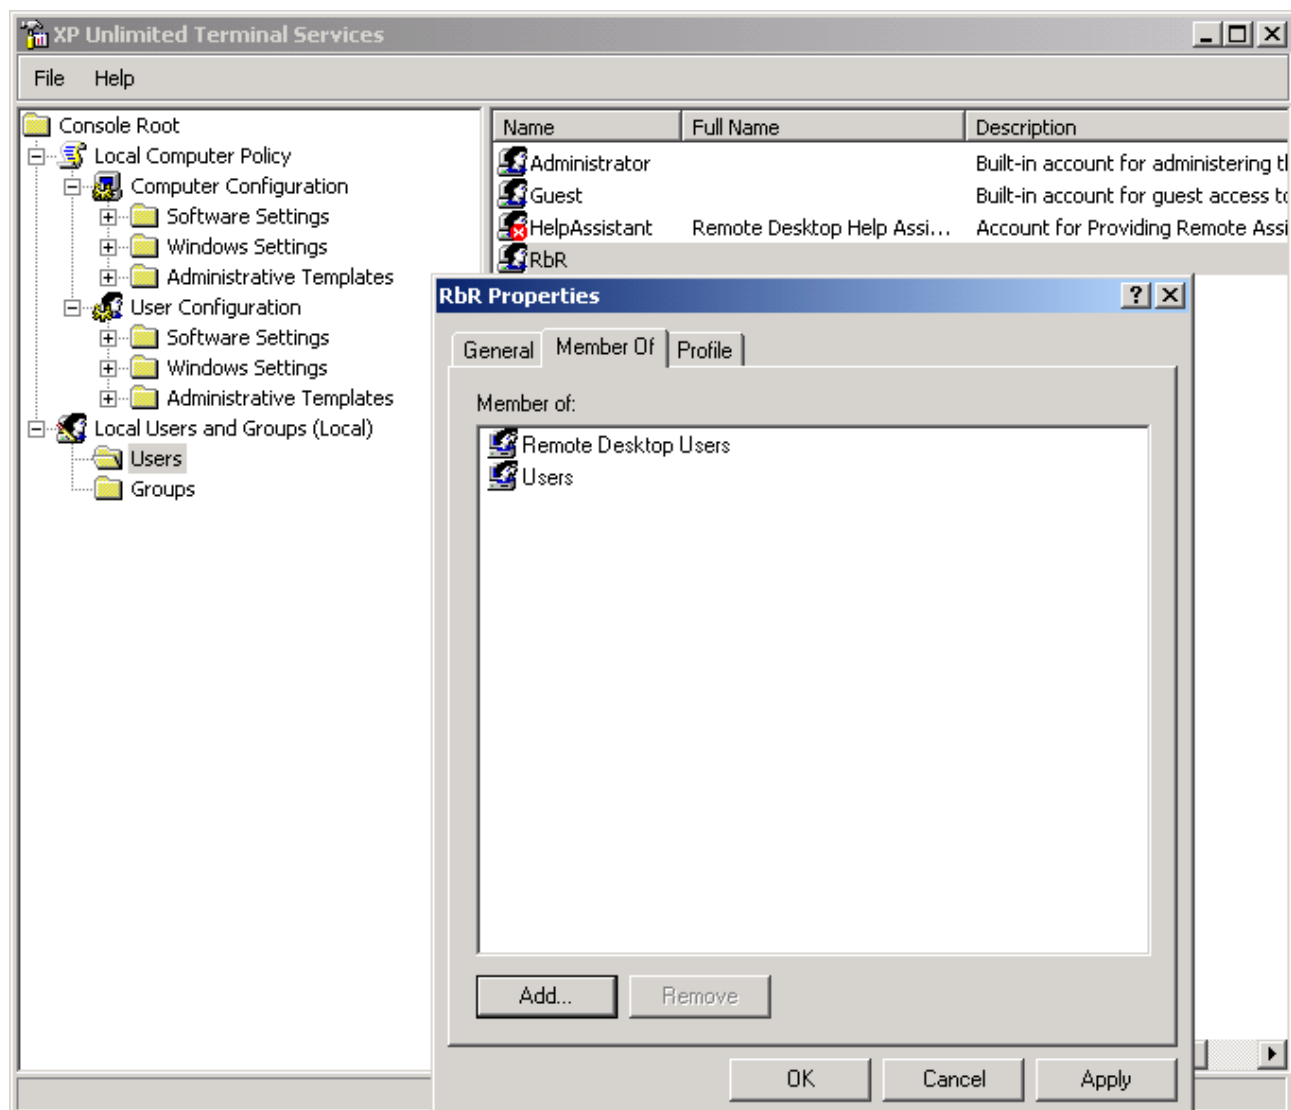 XP Unlimited Terminal Services
File Help
Console Root
Local Computer Policy
Computer Configuration
Software Settings
Windows Settings
Administrative Templates
User Configuration
Software Settings
Windows Settings
Administrative Templates
Local Users and Groups (Local)
Users
Groups
Name Full Name Description
Administrator Built-in account for administering tl
Guest Built-in account for guest access to
HelpAssistant Remote Desktop Help Assi... Account for Providing Remote Assi
RbR
RbR Properties
General Member Of Profile
Member of:
Remote Desktop Users
Users
Add... Remove
OK Cancel Apply